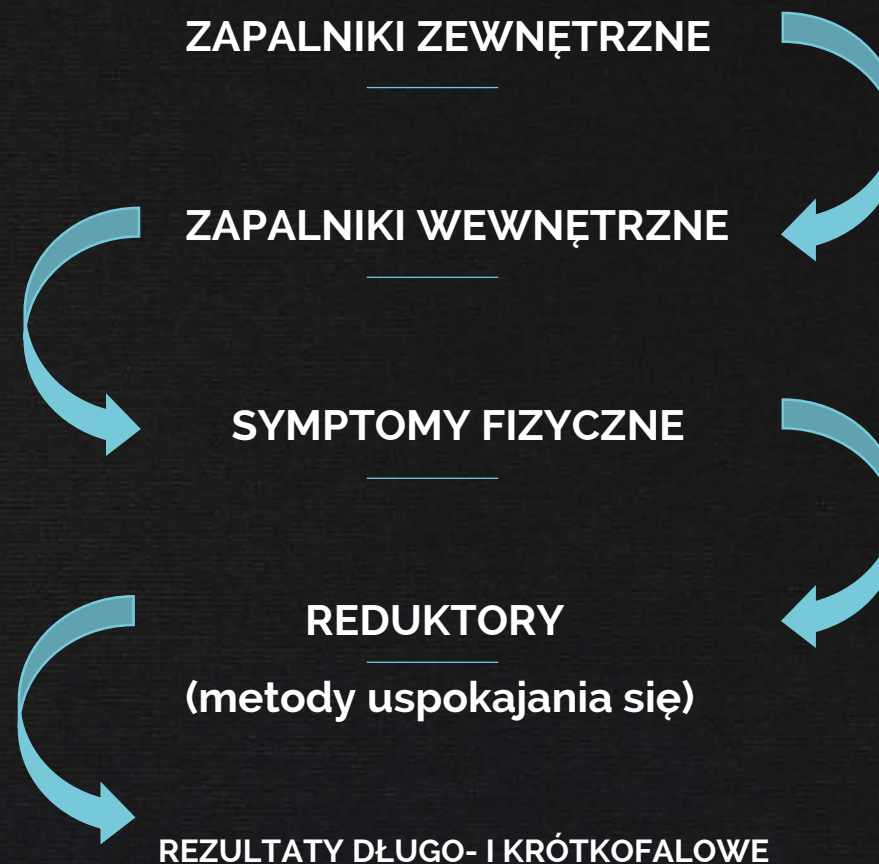 ZAPALNIKI ZEWNĘTRZNE
ZAPALNIKI WEWNĘTRZNE
SYMPTOMY FIZYCZNE
REDUKTORY
(metody uspokajania się)
REZULTATY DŁUGO- I KRÓTKOFALOWE